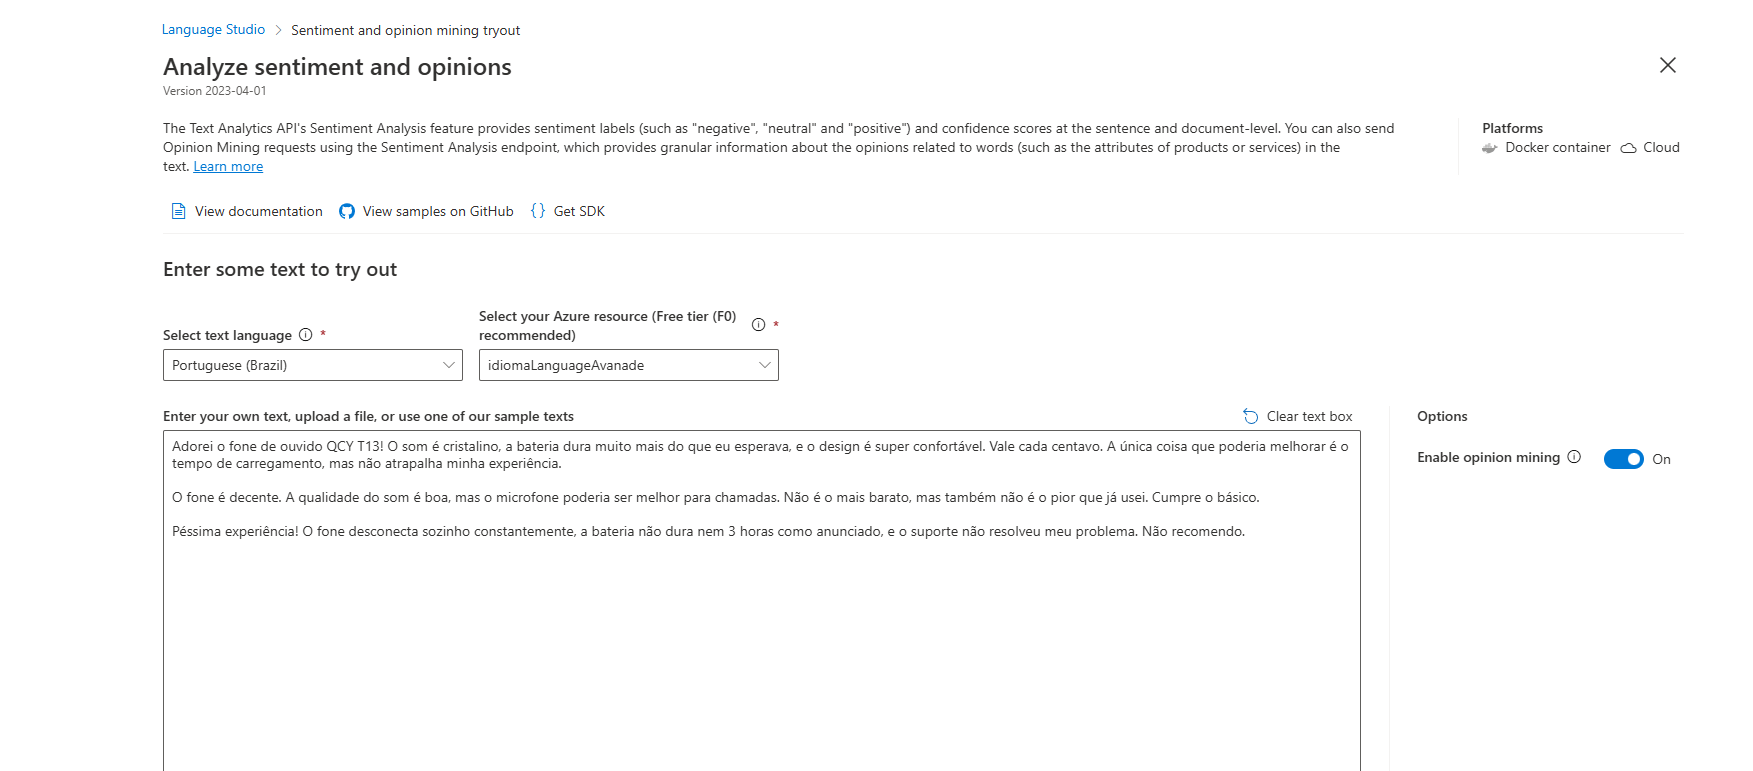 Language Studio > Sentiment and opinion mining tryout
Analyze sentiment and opinions
Version 2023-04-01
The Text Analytics API's Sentiment Analysis feature provides sentiment labels (such as "negative", "neutral" and "positive") and confidence scores at the sentence and document-level. You can also send
Opinion Mining requests using the Sentiment Analysis endpoint, which provides granular information about the opinions related to words (such as the attributes of products or services) in the
text. Learn more
Platforms
Docker container Cloud
View documentation View samples on GitHub {} Get SDK
Enter some text to try out
Select text language *
Portuguese (Brazil)
Select your Azure resource (Free tier (F0)
recommended) *
idiomaLanguageAvanade
Enter your own text, upload a file, or use one of our sample texts
Clear text box
Adorei o fone de ouvido QCY T13! O som é cristalino, a bateria dura muito mais do que eu esperava, e o design é super confortável. Vale cada centavo. A única coisa que poderia melhorar é o
tempo de carregamento, mas não atrapalha minha experiência.
O fone é decente. A qualidade do som é boa, mas o microfone poderia ser melhor para chamadas. Não é o mais barato, mas também não é o pior que já usei. Cumpre o básico.
Péssima experiência! O fone desconecta sozinho constantemente, a bateria não dura nem 3 horas como anunciado, e o suporte não resolveu meu problema. Não recomendo.
Options
Enable opinion mining On